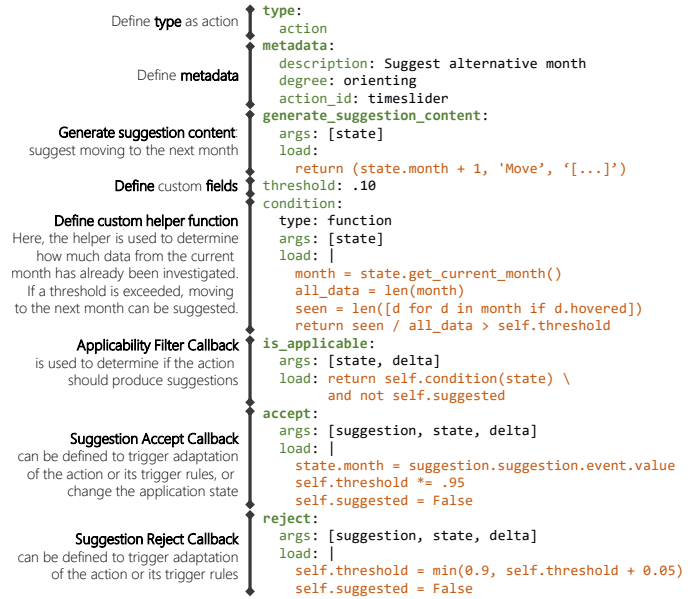 Define type as action
type:
action
Define metadata
metadata:
description: Suggest alternative month
degree: orienting
action_id: timeslider
Generate suggestion content:
suggest moving to the next month
generate_suggestion_content:
args: [state]
load:
return (state.month + 1, 'Move’, ‘[...]’)
Define custom fields
threshold: .10
Define custom helper function
Here, the helper is used to determine
how much data from the current
month has already been investigated.
If a threshold is exceeded, moving
to the next month can be suggested.
condition:
type: function
args: [state]
load: |
month = state.get_current_month()
all_data = len(month)
seen = len([d for d in month if d.hovered])
return seen / all_data > self.threshold
Applicability Filter Callback
is used to determine if the action
should produce suggestions
is_applicable:
args: [state, delta]
load: return self.condition(state) \
and not self.suggested
Suggestion Accept Callback
can be defined to trigger adaptation
of the action or its trigger rules, or
change the application state
accept:
args: [suggestion, state, delta]
load: |
state.month = suggestion.suggestion.event.value
self.threshold *= .95
self.suggested = False
Suggestion Reject Callback
can be defined to trigger adaptation
of the action or its trigger rules
reject:
args: [suggestion, state, delta]
load: |
self.threshold = min(0.9, self.threshold + 0.05)
self.suggested = False